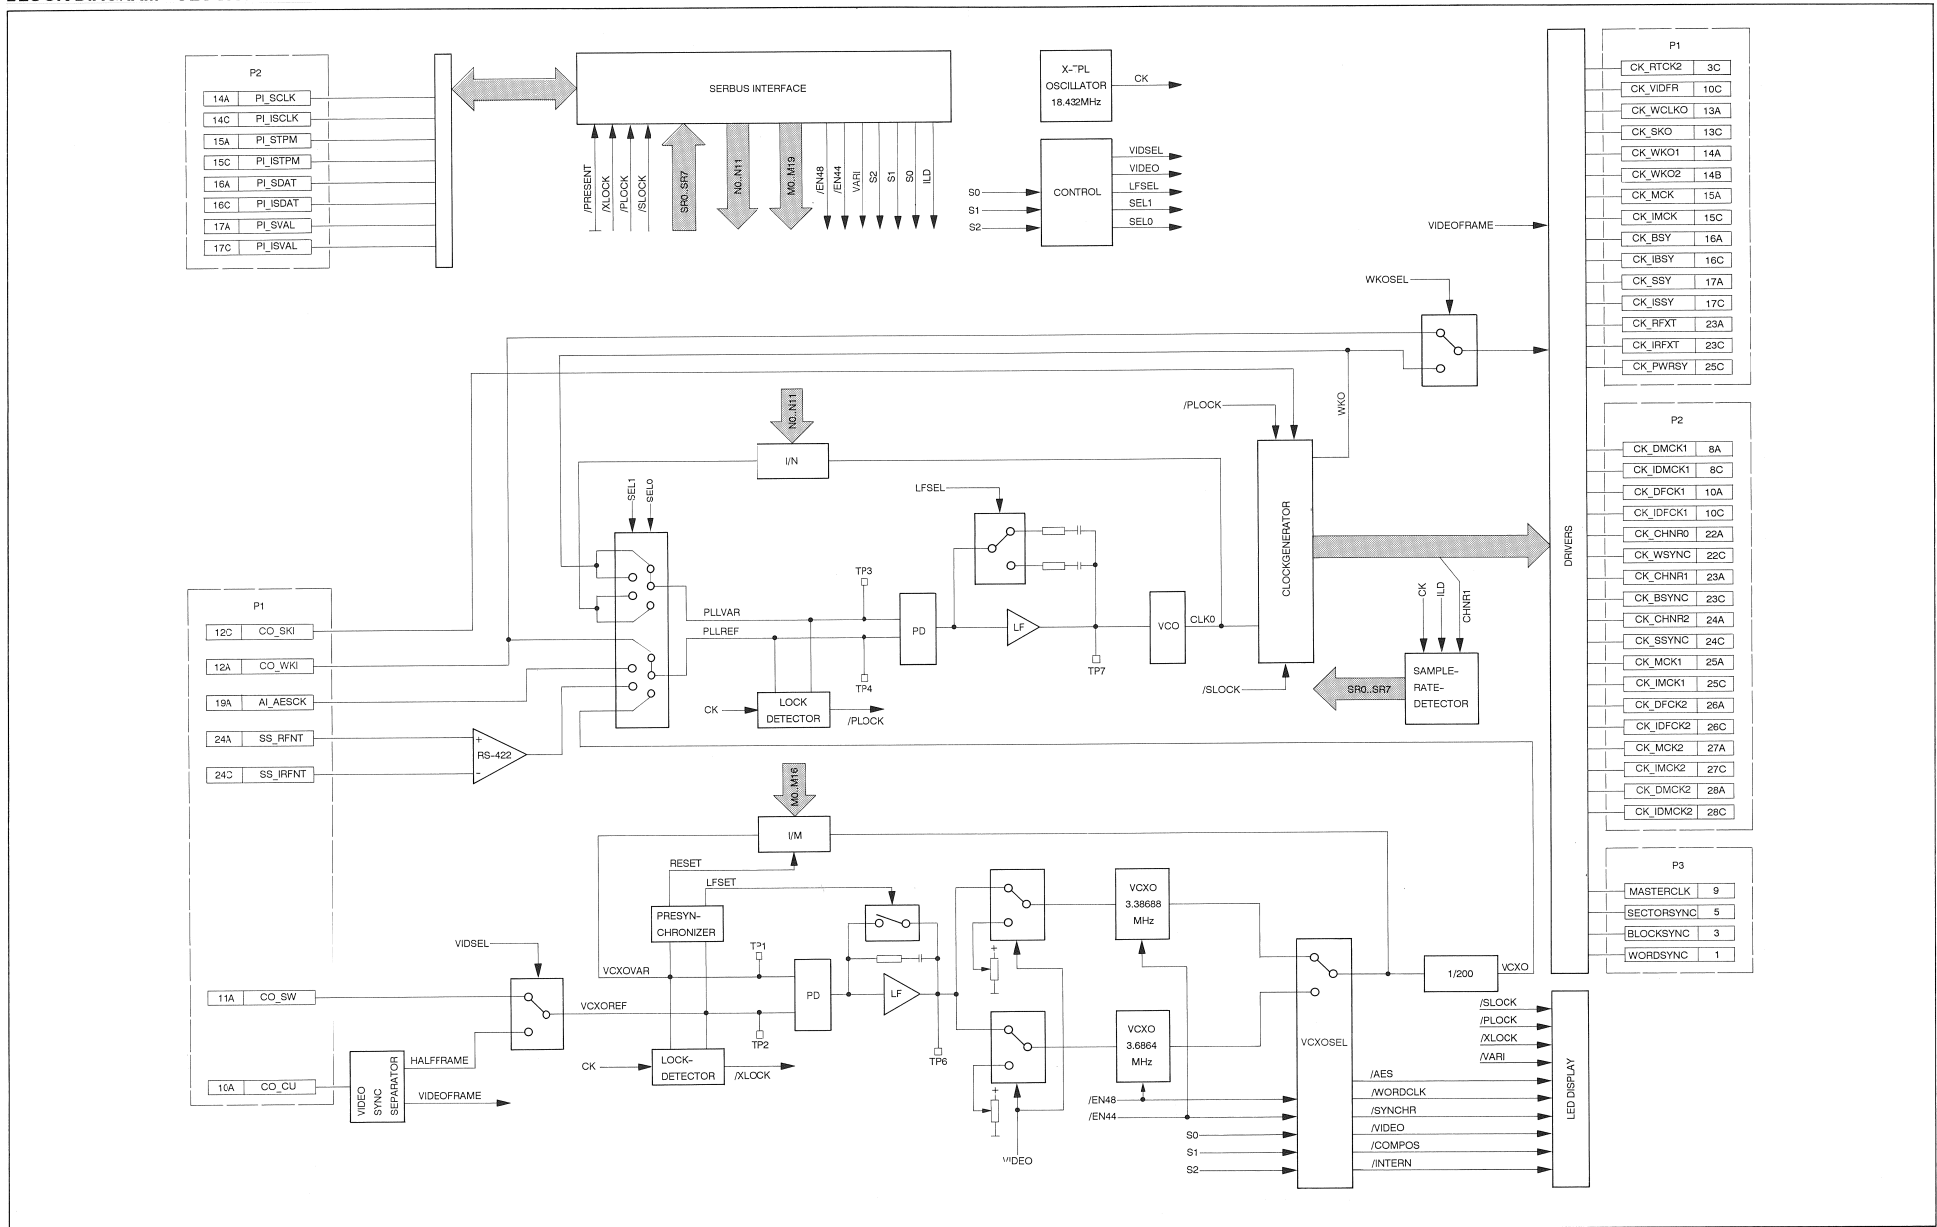 P2
14A PI_SCLK
14C PI_ISCLK
15A PI_STPM
15C PI_ISTPM
16A PI_SDAT
16C PI_ISDAT
17A PI_SVAL
17C PI_ISVAL
SERBUS INTERFACE
/PRESENT
/XLOCK
/PLOCK
/SLOCK
SR0..SR7
N0..N11
M0..M19
/EN48
/EN44
VARI
S2
S1
S0
ILD
OSCILLATOR
18.432MHz
CK
CONTROL
S0
S1
S2
VIDSEL
VIDEO
LFSEL
SEL1
SEL0
VIDEOFRAME
WKOSEL
DRIVERS
P1
CK_RTCK2 3C
CK_VIDFR 10C
CK_WCLKO 13A
CK_SKO 13C
CK_WKO1 14A
CK_WKO2 14B
CK_MCK 15A
CK_IMCK 15C
CK_BSY 16A
CK_IBSY 16C
CK_SSY 17A
CK_ISSY 17C
CK_RFXT 23A
CK_IRFXT 23C
CK_PWRSY 25C
P2
CK_DMCK1 8A
CK_IDMCK1 8C
CK_DFCK1 10A
CK_IDFCK1 10C
CK_CHNR0 22A
CK_WSYNC 22C
CK_CHNR1 23A
CK_BSYNC 23C
CK_CHNR2 24A
CK_SSYNC 24C
CK_MCK1 25A
CK_IMCK1 25C
CK_DFCK2 26A
CK_IDFCK2 26C
CK_MCK2 27A
CK_IMCK2 27C
CK_DMCK2 28A
CK_IDMCK2 28C
P3
MASTERCLK 9
SECTORSYNC 5
BLOCKSYNC 3
WORDSYNC 1
N0..N11
I/N
/PLOCK
WKO
SEL1
SEL0
LFSEL
CLOCKGENERATOR
TP3
PLLVAR
PLLREF
PD
LF
VCO
CLK0
TP4
TP7
CK
LOCK
DETECTOR
/PLOCK
/SLOCK
CK
ILD
CHNR1
SR0..SR7
SAMPLE-
RATE-
DETECTOR
P1
12C CO_SKI
12A CO_WKI
19A AI_AESCK
24A SS_RFNT
24C SS_IRFNT
+
RS-422
-
11A CO_SW
10A CO_CU
M0..M16
I/M
RESET
LFSET
PRESYN-
CHRONIZER
VIDSEL
VCXOVAR
VCXOREF
TP1
TP2
PD
LF
TP6
VIDEO
SYNC
SEPARATOR
HALFFRAME
VIDEOFRAME
CK
LOCK-
DETECTOR
/XLOCK
VCXO
3.38688
MHz
VCXO
3.6864
MHz
+
+
VIDEO
/EN48
/EN44
S0
S1
S2
VCXOSEL
1/200
VCXO
/SLOCK
/PLOCK
/XLOCK
/VARI
/AES
/WORDCLK
/SYNCHR
/VIDEO
/COMPOS
/INTERN
LED DISPLAY